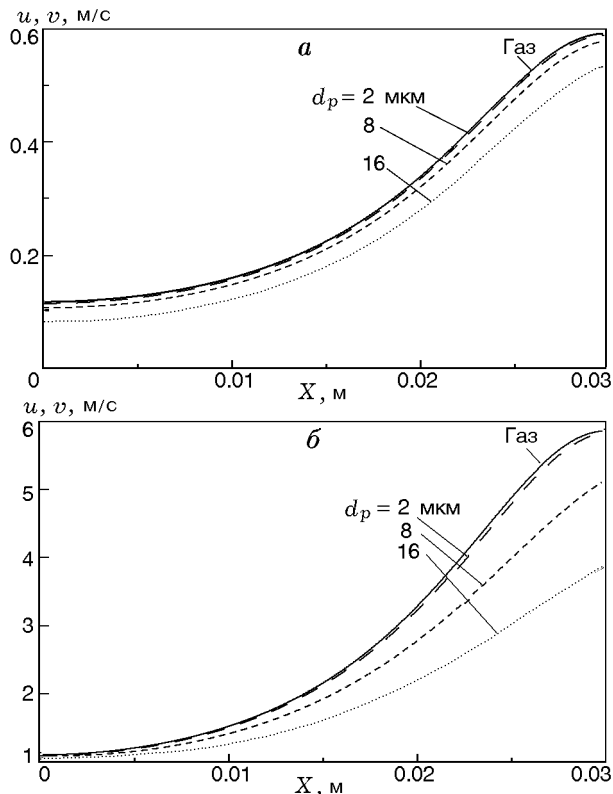 u, v, м/с
0.6
а
Газ
d_p = 2 мкм
0.4
8
16
0.2
0
0.01
0.02
0.03
X, м
u, v, м/с
6
б
Газ
5
d_p = 2 мкм
8
4
16
3
2
1
0
0.01
0.02
0.03
X, м